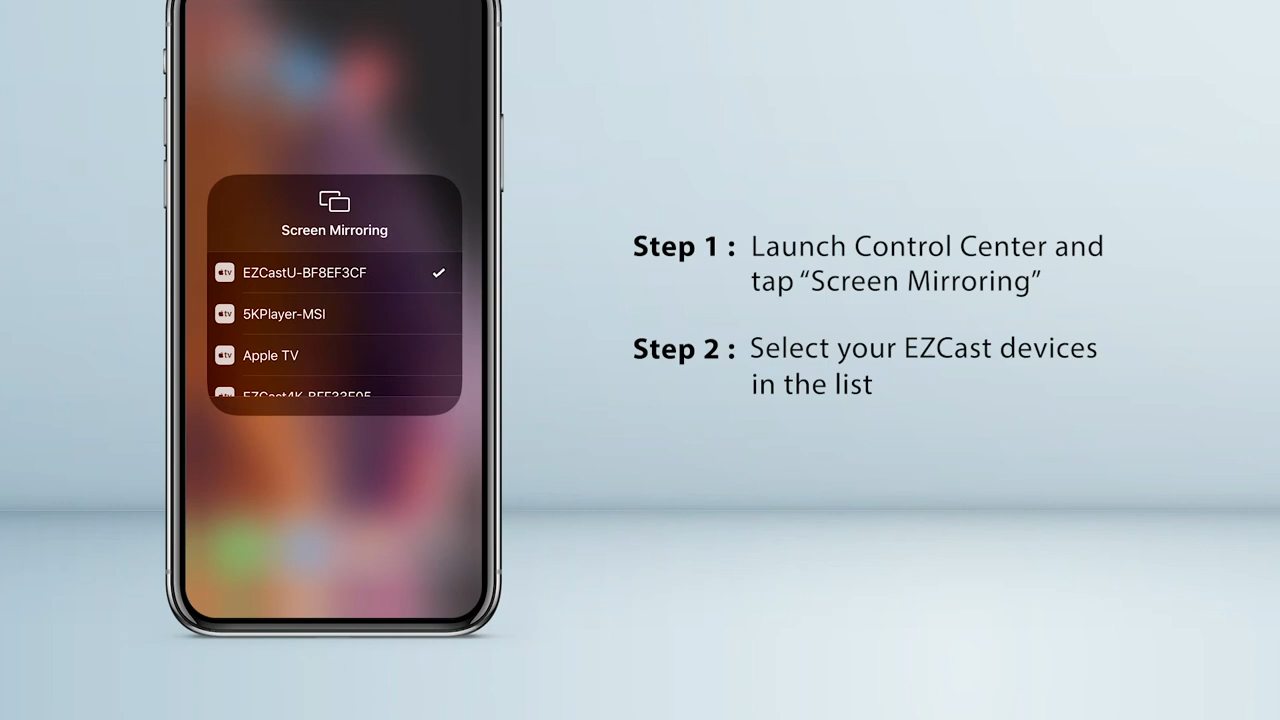 Screen Mirroring
EZCastU-BF8EF3CF
5KPlayer-MSI
Apple TV
Step 1 : Launch Control Center and
tap “Screen Mirroring”
Step 2 : Select your EZCast devices
in the list